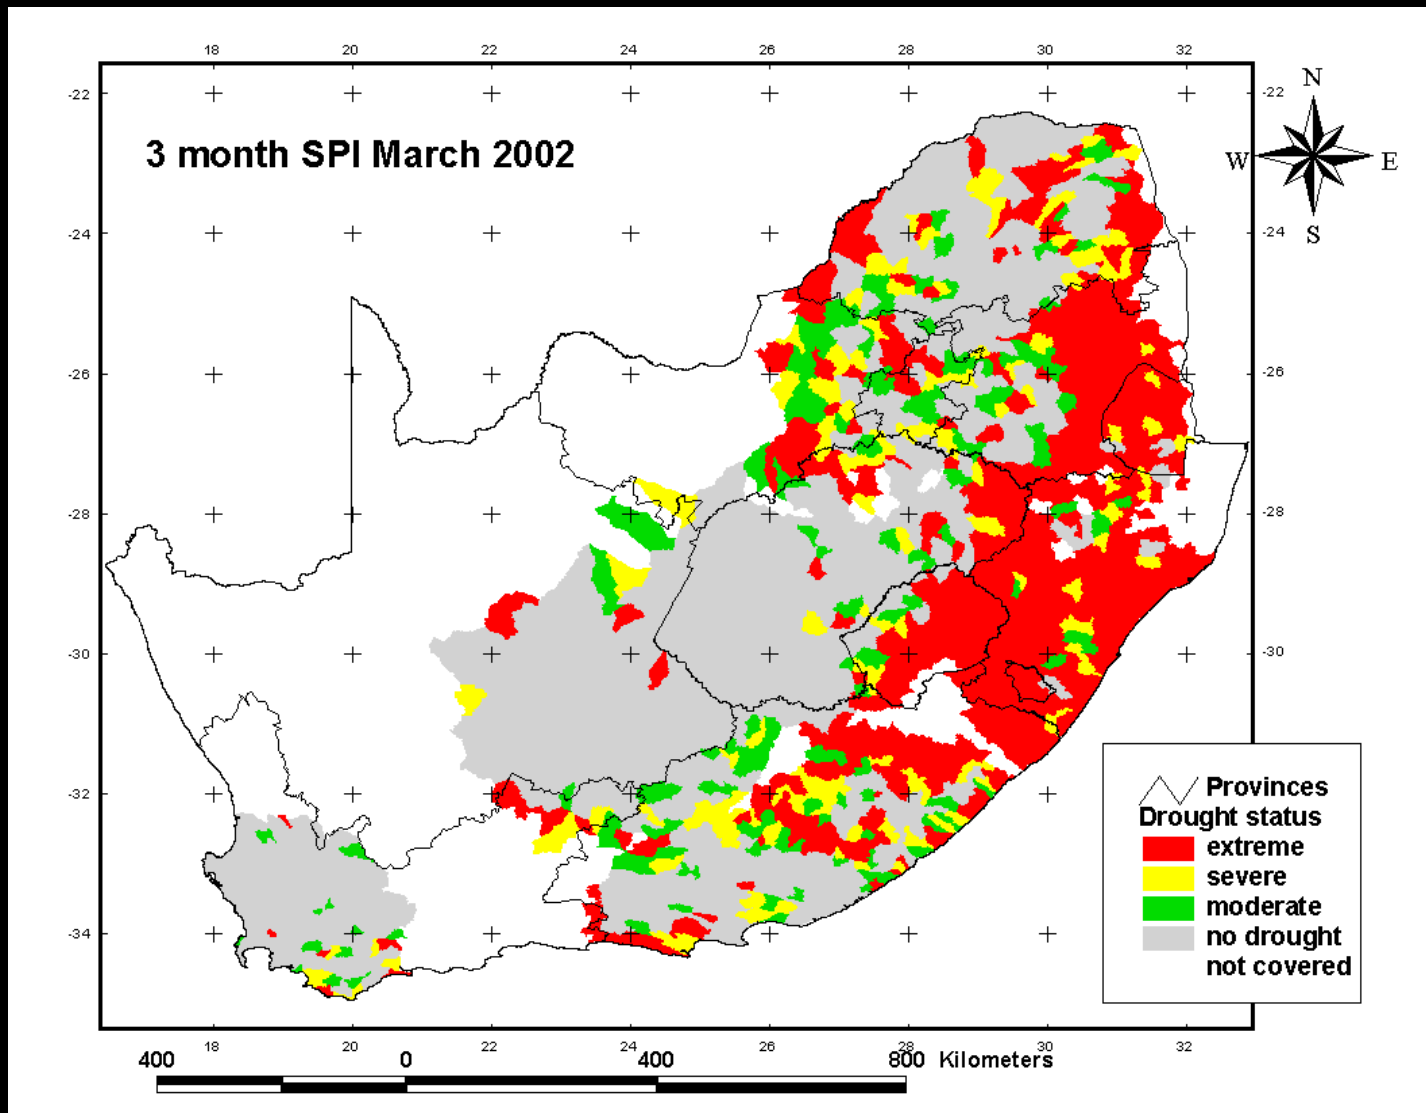 18 20 22 24 26 28 30 32
N
-22 -22
3 month SPI March 2002
W E
S
-24 -24
-26 -26
-28 -28
-30 -30
Provinces
-32
Drought status
extreme
severe
moderate
-34
no drought
not covered
18 20 22 24 26 28 30 32
400 0 400 800 Kilometers